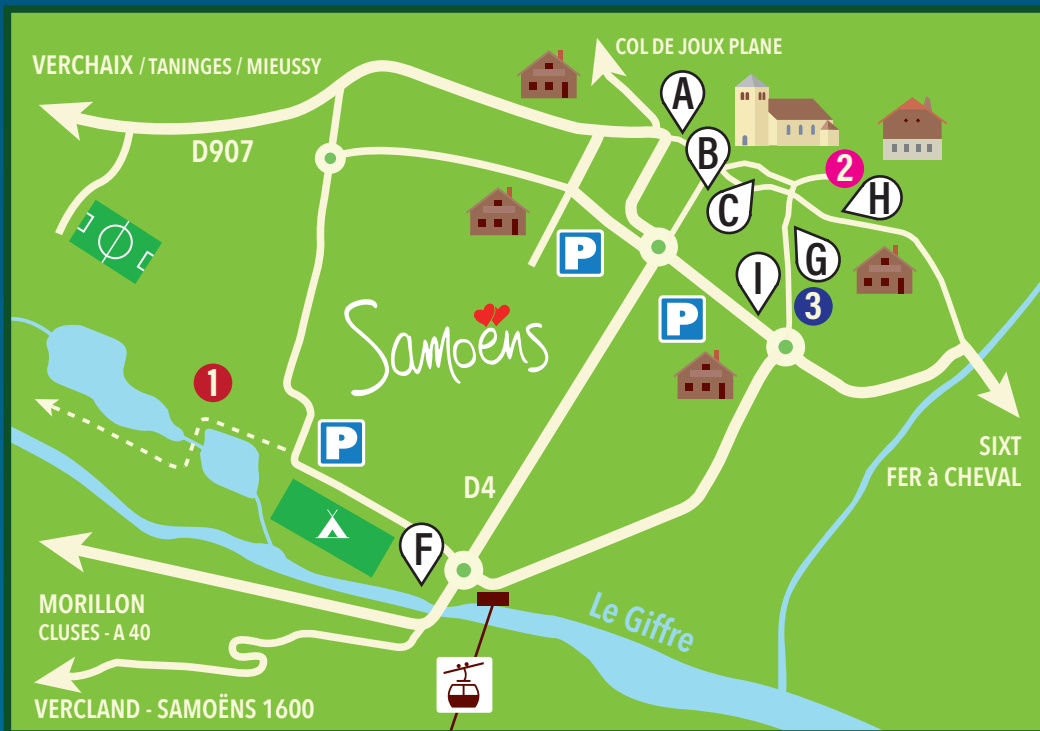 COL DE JOUX PLANE
VERCHAIX / TANINGES / MIEUSSY
A
D907
B
2
H
C
G
P
I
3
P
Samoëns
1
P
SIXT
FER à CHEVAL
D4
F
MORILLON
CLUSES - A 40
Le Giffre
VERCLAND - SAMOËNS 1600